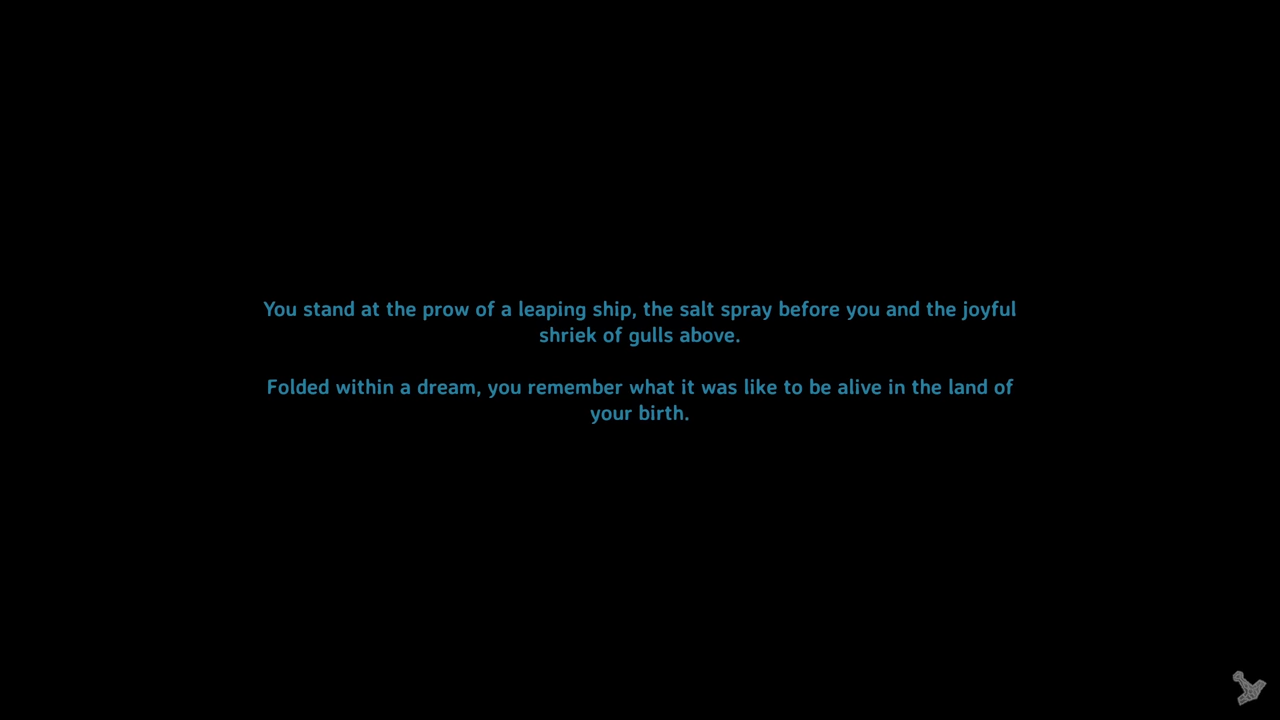 You stand at the prow of a leaping ship, the salt spray before you and the joyful
shriek of gulls above.
Folded within a dream, you remember what it was like to be alive in the land of
your birth.